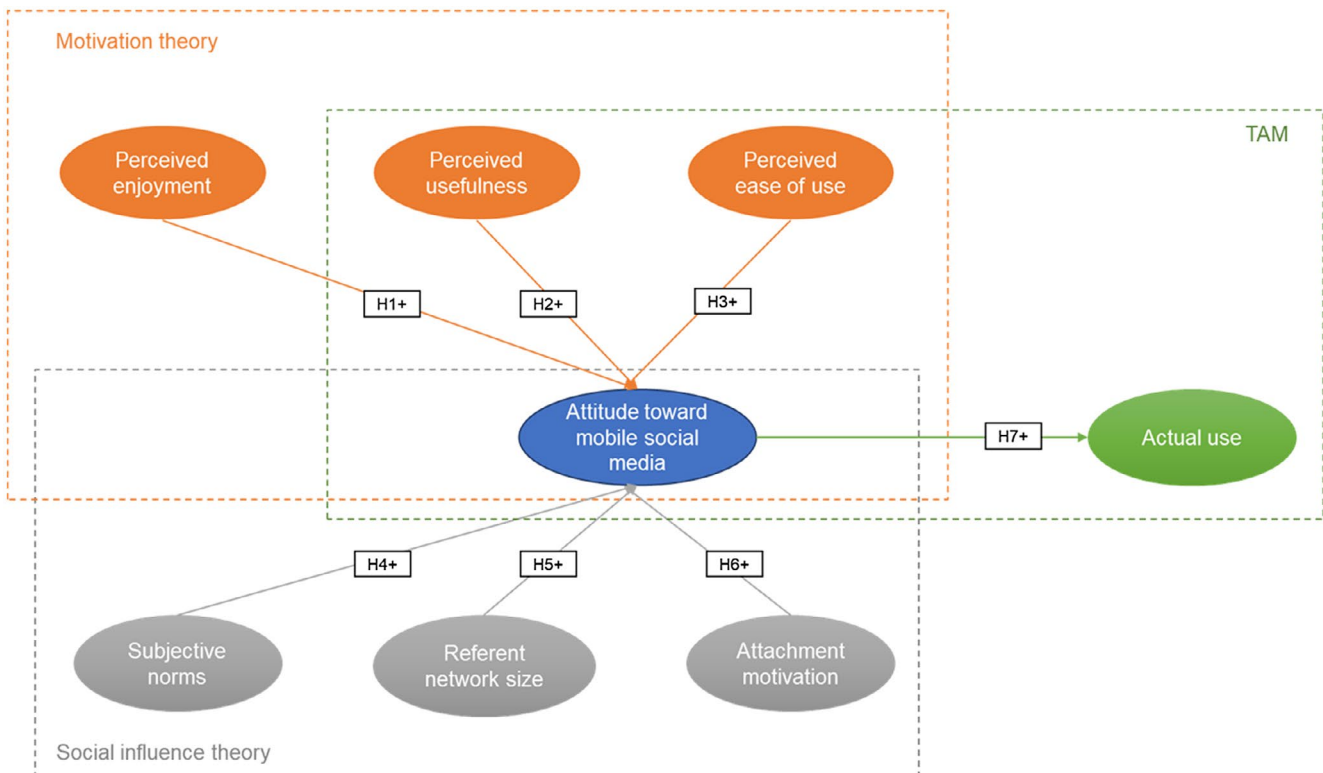 Motivation theory
TAM
Perceived
enjoyment
Perceived
usefulness
Perceived
ease of use
H1+
H2+
H3+
Attitude toward
mobile social
media
H7+
Actual use
H4+
H5+
H6+
Subjective
norms
Referent
network size
Attachment
motivation
Social influence theory